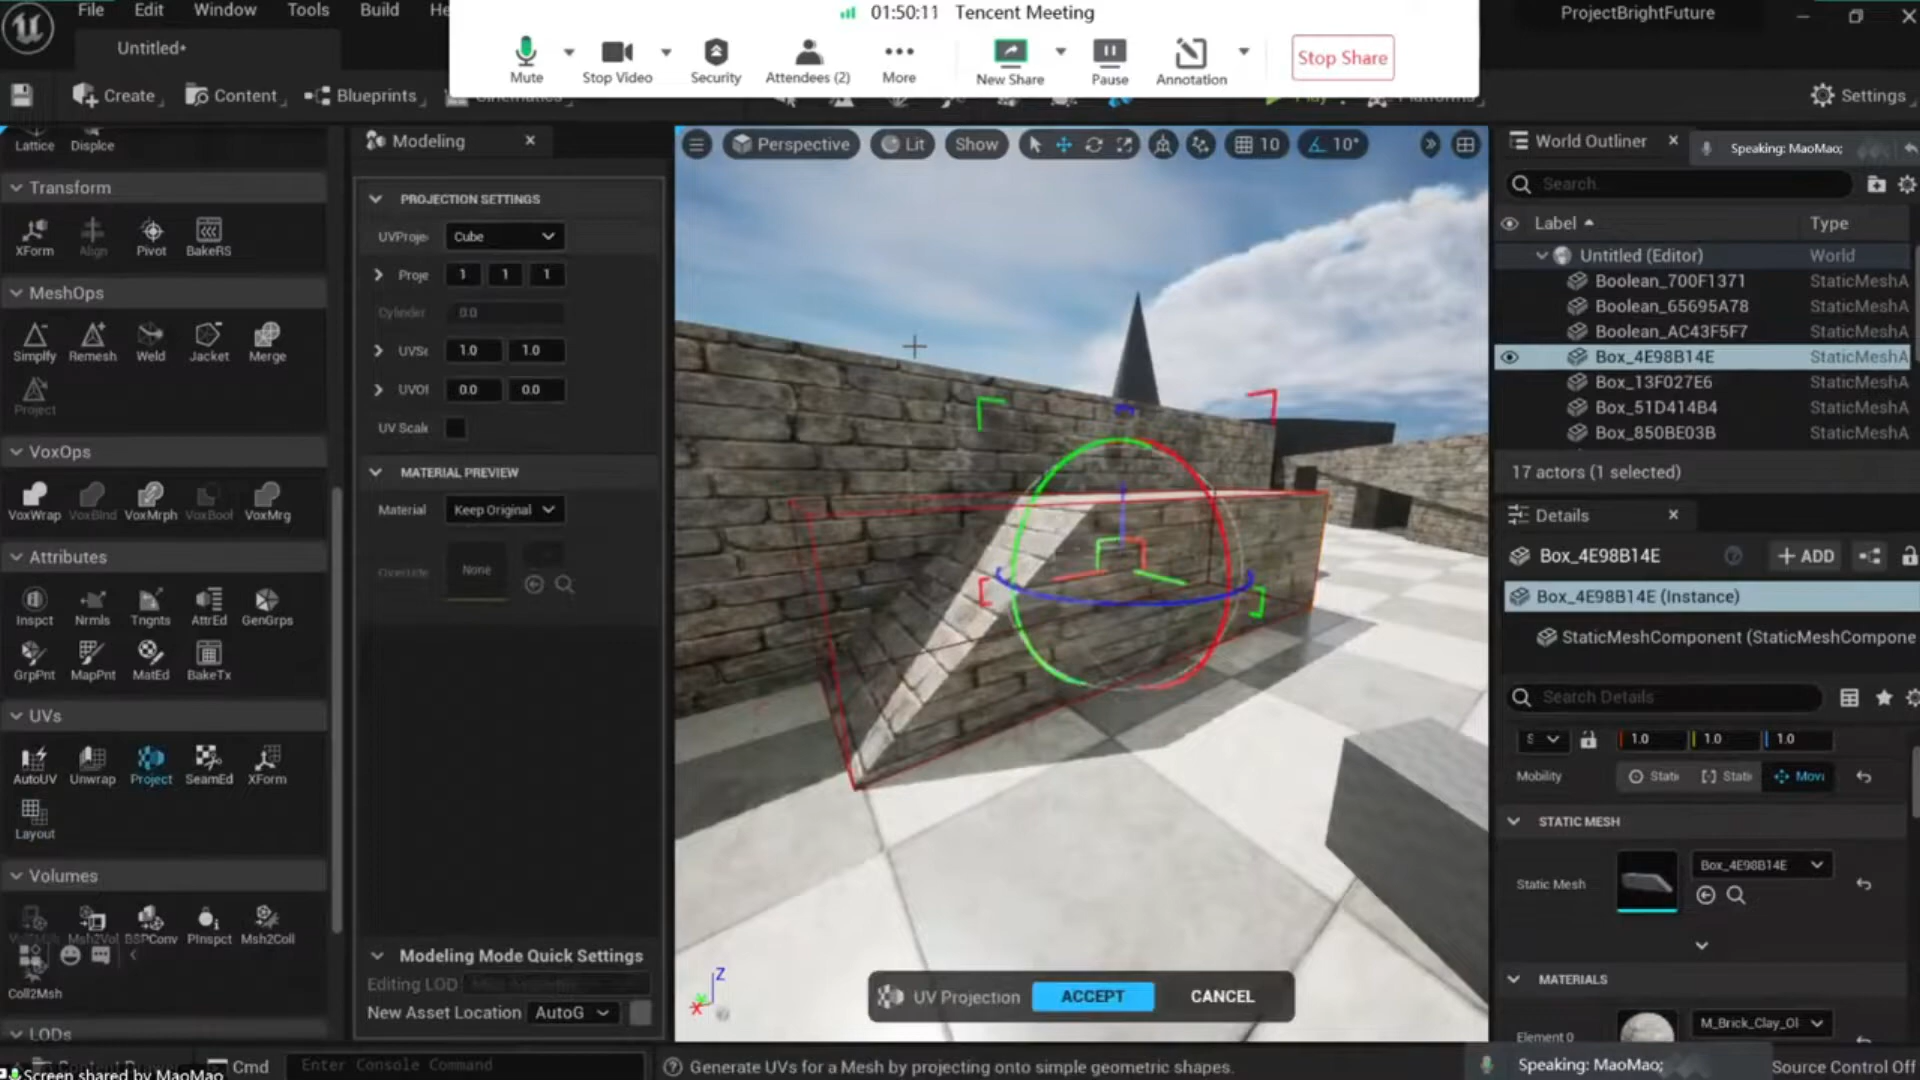 File Edit Window Tools Build He
01:50:11 Tencent Meeting
ProjectBrightFuture
Untitled*
Mute Stop Video Security Attendees (2) More New Share Pause Annotation Stop Share
Create Content Blueprints Settings
Lattice Displce
Modeling
Perspective Lit Show 10 10°
World Outliner
Speaking: MaoMao;
Transform
XForm Align Pivot BakeRS
MeshOps
Simplfy Remesh Weld Jacket Merge
Project
VoxOps
VoxWrap VoxBlnd VoxMrph VoxBool VoxMrg
Attributes
Inspct Nrmls Tngnts AttrEd GenGrps
GrpPnt MapPnt MatEd BakeTx
UVs
AutoUV Unwrap Project SeamEd XForm
Layout
Volumes
Msh2Vol BSPConv PInspct Msh2Coll
Coll2Msh
LODs
PROJECTION SETTINGS
UVProje Cube
Proje 1 1 1
Cylinder 0.0
UVSc 1.0 1.0
UVOf 0.0 0.0
UV Scale
MATERIAL PREVIEW
Material Keep Original
Override None
Modeling Mode Quick Settings
Editing LOD
New Asset Location AutoG
Z
X
UV Projection ACCEPT CANCEL
Search
Label Type
Untitled (Editor) World
Boolean_700F1371 StaticMeshA
Boolean_65695A78 StaticMeshA
Boolean_AC43F5F7 StaticMeshA
Box_4E98B14E StaticMeshA
Box_13F027E6 StaticMeshA
Box_51D414B4 StaticMeshA
Box_850BE03B StaticMeshA
17 actors (1 selected)
Details
Box_4E98B14E ADD
Box_4E98B14E (Instance)
StaticMeshComponent (StaticMeshCompone
Search Details
S 1.0 1.0 1.0
Mobility Stati Stati Mova
STATIC MESH
Static Mesh Box_4E98B14E
MATERIALS
Element 0 M_Brick_Clay_Ol
Cmd Enter Console Command
Generate UVs for a Mesh by projecting onto simple geometric shapes.
Speaking: MaoMao;
Source Control Off
Screen shared by MaoMao